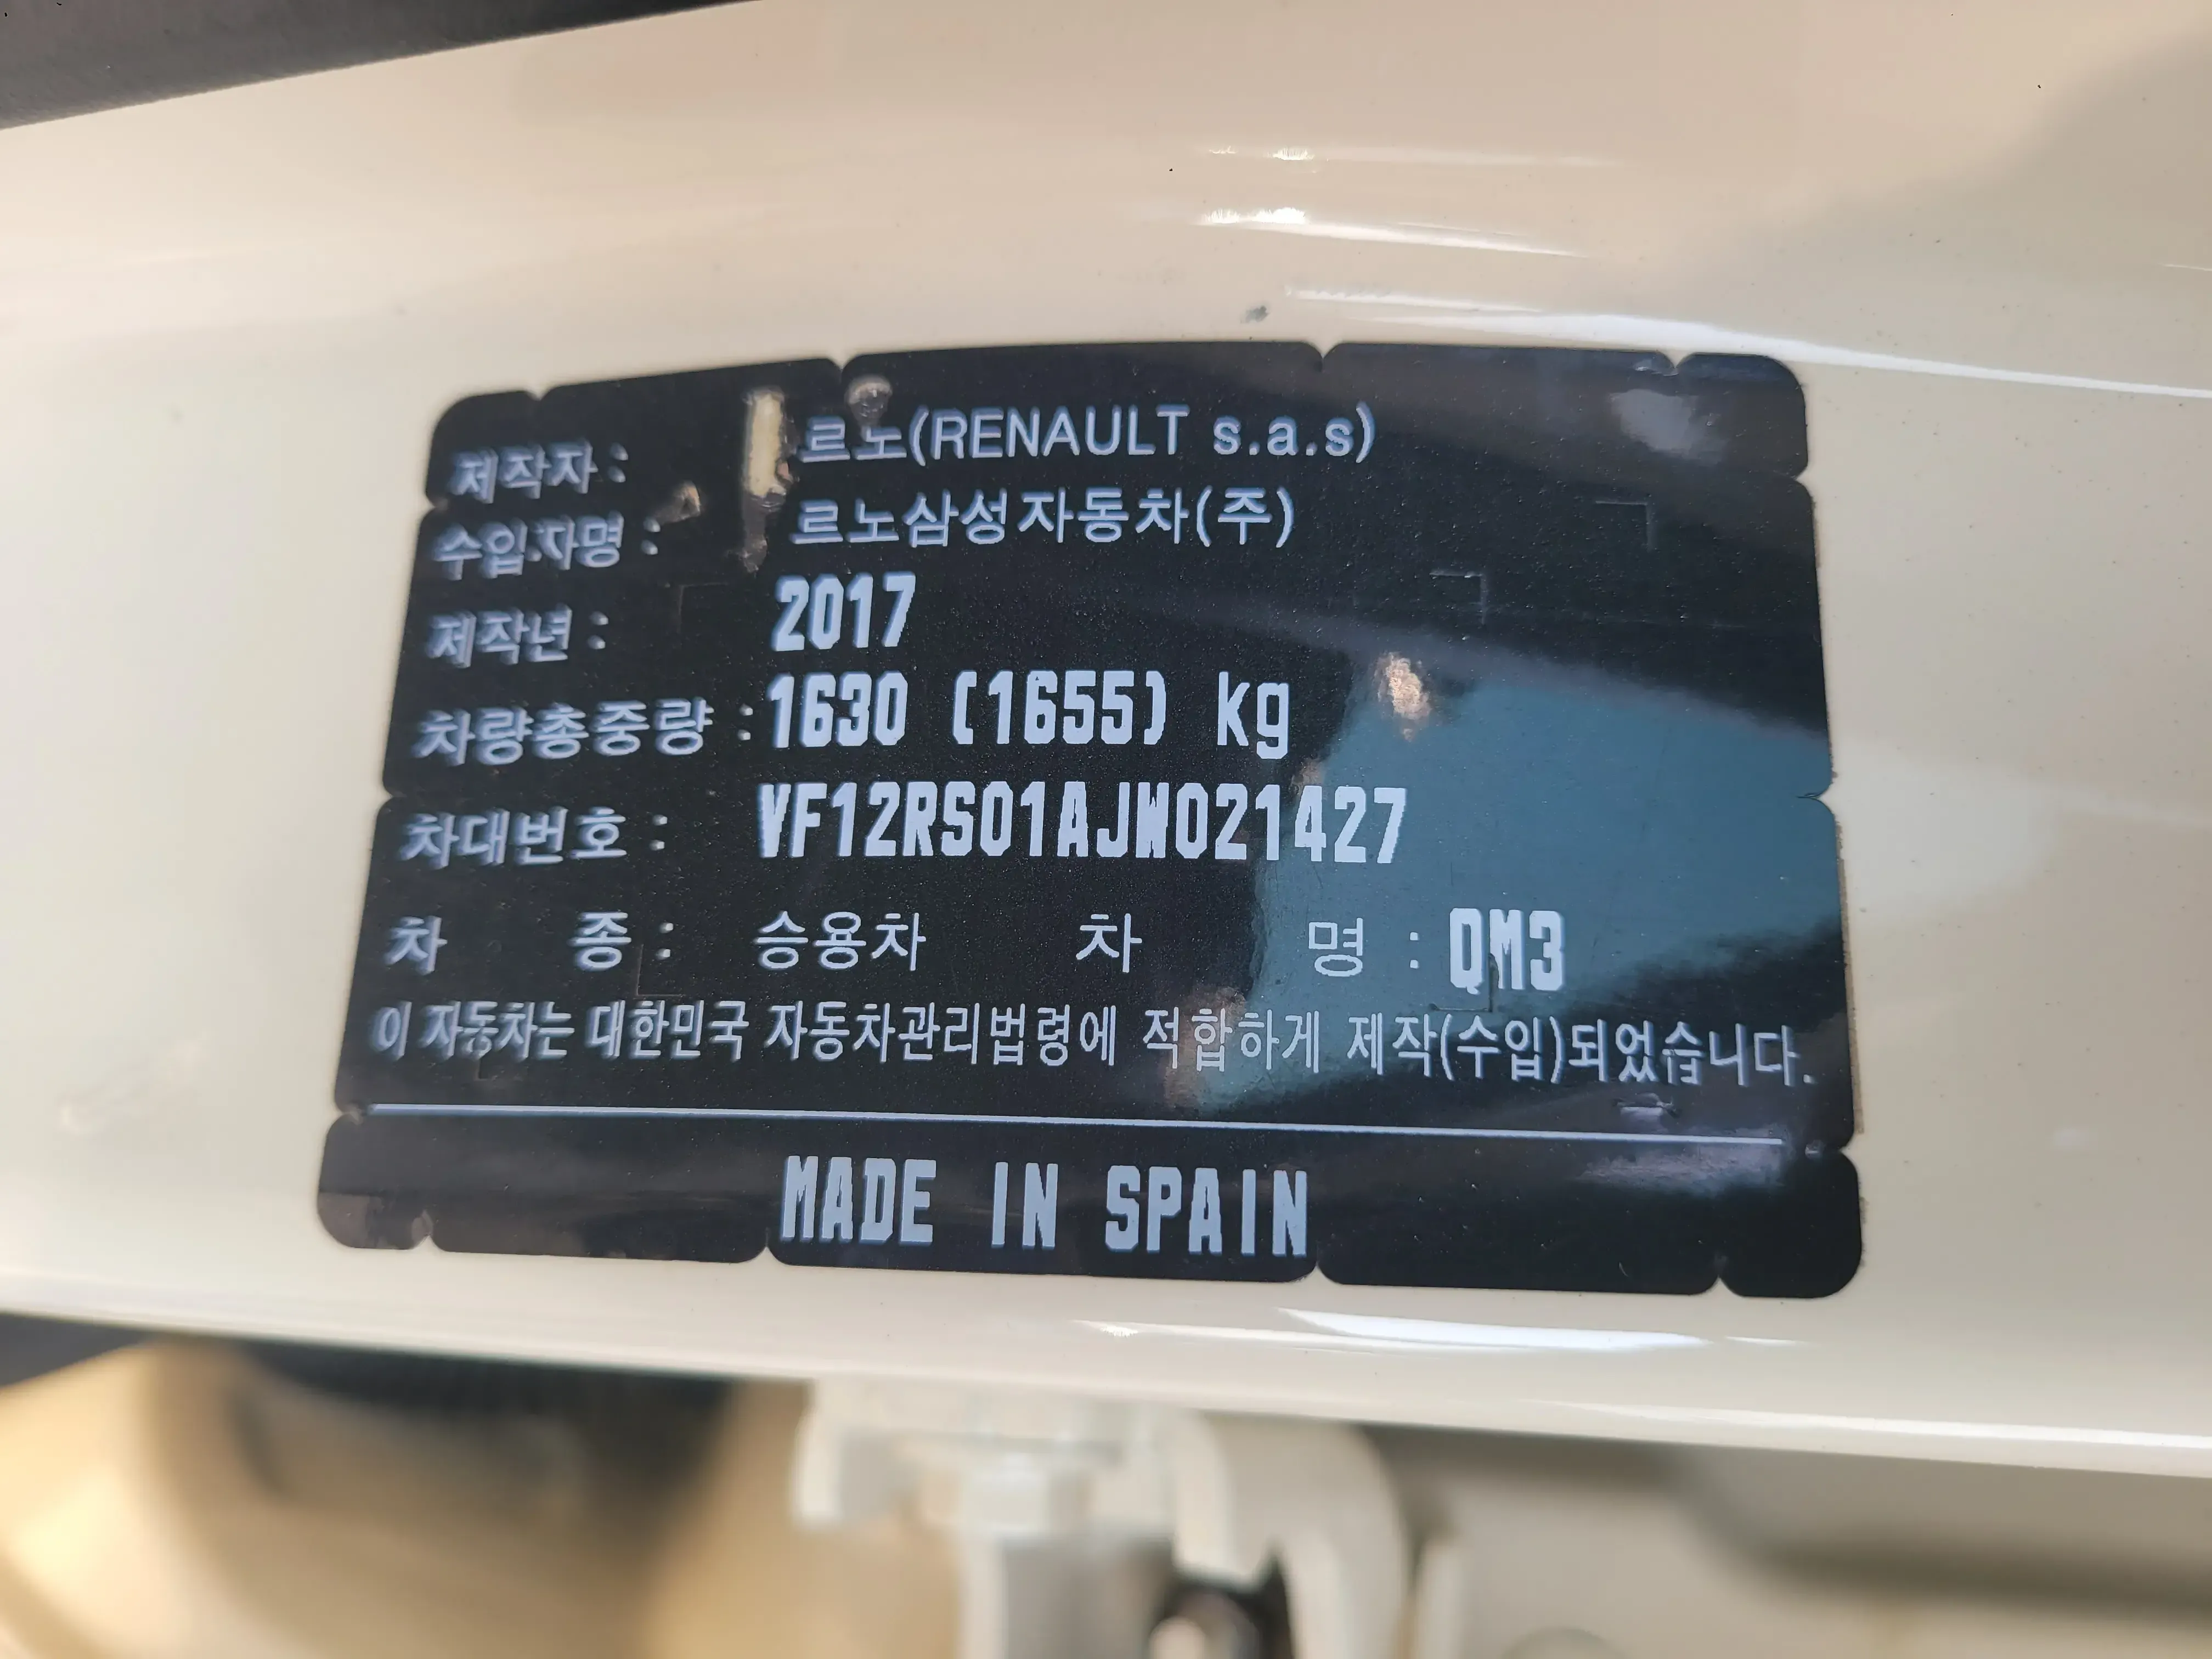 제작자 : 르노(RENAULT s.a.s)
수입자명 : 르노삼성자동차(주)
제작년 : 2017
차량총중량 : 1630 (1655) kg
차대번호 : VF12RS01AJW021427
차 종 : 승용차 차 명 : QM3
이 자동차는 대한민국 자동차관리법령에 적합하게 제작(수입)되었습니다.
MADE IN SPAIN